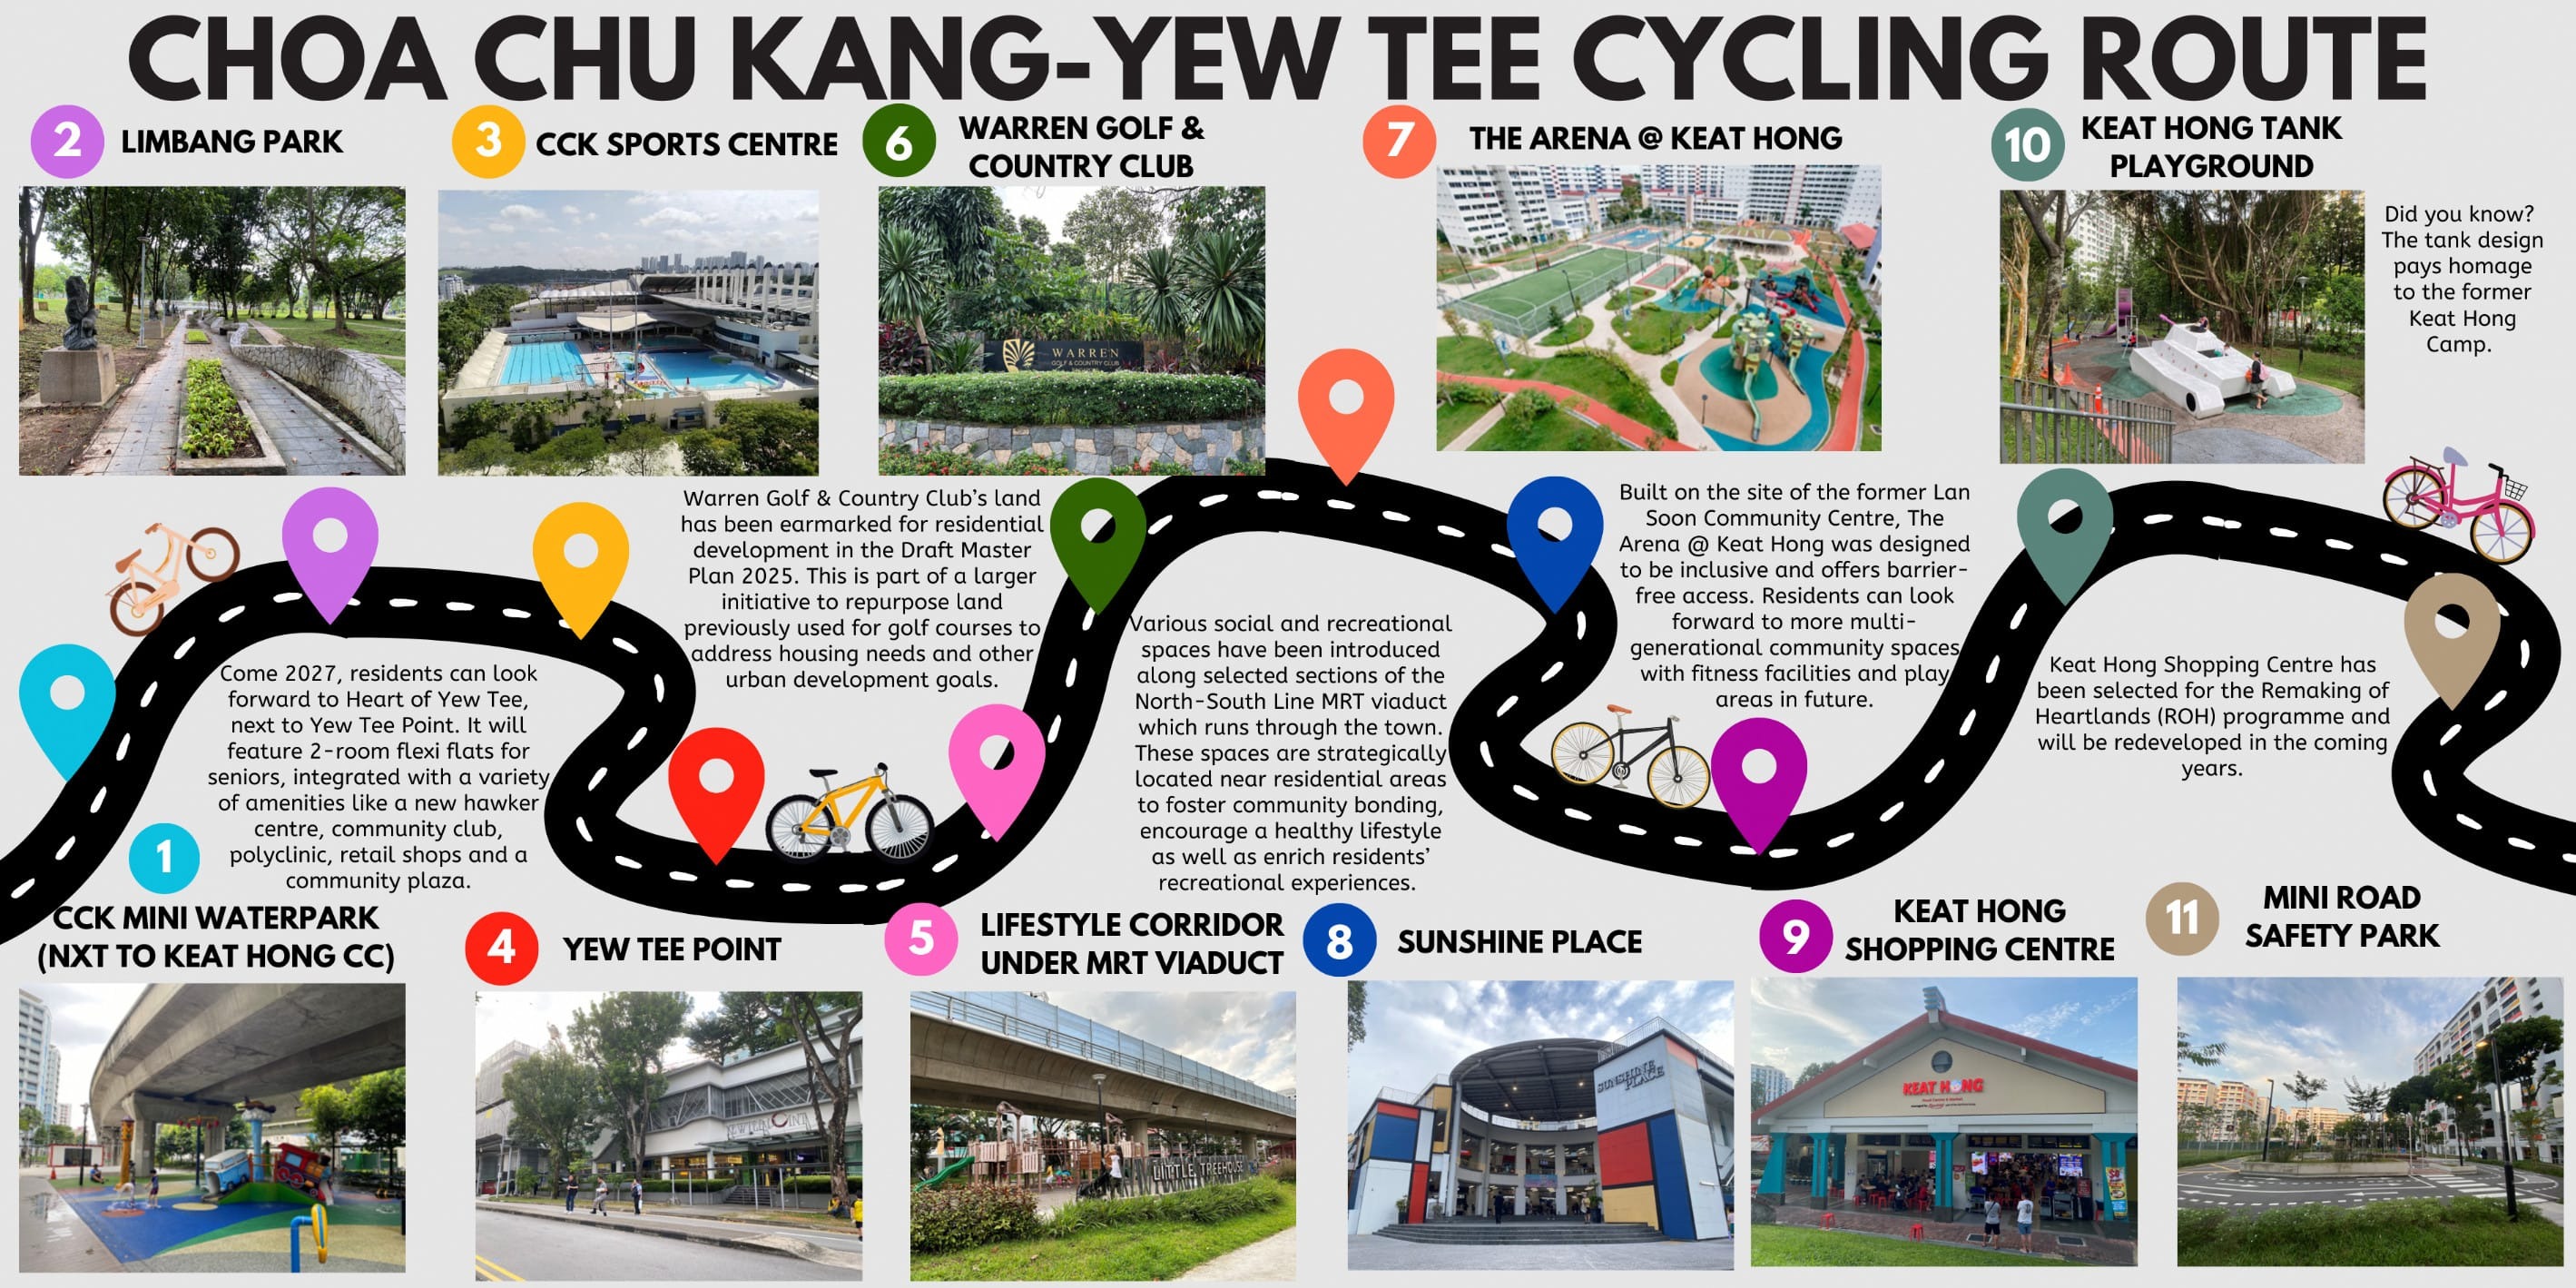 CHOA CHU KANG-YEW TEE CYCLING ROUTE
2
LIMBANG PARK
3
CCK SPORTS CENTRE
6
WARREN GOLF &
COUNTRY CLUB
WARREN
GOLF & COUNTRY CLUB
7
THE ARENA @ KEAT HONG
10
KEAT HONG TANK
PLAYGROUND
Did you know?
The tank design
pays homage
to the former
Keat Hong
Camp.
Come 2027, residents can look
forward to Heart of Yew Tee,
next to Yew Tee Point. It will
feature 2-room flexi flats for
seniors, integrated with a variety
of amenities like a new hawker
centre, community club,
polyclinic, retail shops and a
community plaza.
Warren Golf & Country Club's land
has been earmarked for residential
development in the Draft Master
Plan 2025. This is part of a larger
initiative to repurpose land
previously used for golf courses to
address housing needs and other
urban development goals.
Various social and recreational
spaces have been introduced
along selected sections of the
North-South Line MRT viaduct
which runs through the town.
These spaces are strategically
located near residential areas
to foster community bonding,
encourage a healthy lifestyle
as well as enrich residents'
recreational experiences.
Built on the site of the former Lan
Soon Community Centre, The
Arena @ Keat Hong was designed
to be inclusive and offers barrier-
free access. Residents can look
forward to more multi-
generational community spaces
with fitness facilities and play
areas in future.
Keat Hong Shopping Centre has
been selected for the Remaking of
Heartlands (ROH) programme and
will be redeveloped in the coming
years.
1
CCK MINI WATERPARK
(NXT TO KEAT HONG CC)
4
YEW TEE POINT
YEW TEE POINT
5
LIFESTYLE CORRIDOR
UNDER MRT VIADUCT
LITTLE TREEHOUSE
8
SUNSHINE PLACE
SUNSHINE
PLACE
9
KEAT HONG
SHOPPING CENTRE
KEAT HONG
11
MINI ROAD
SAFETY PARK